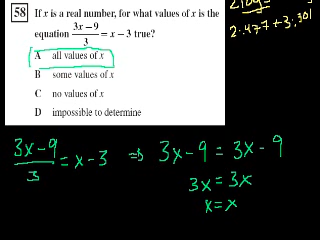 58 If x is a real number, for what values of x is the
equation (3x − 9)/3 = x − 3 true?
A all values of x
B some values of x
C no values of x
D impossible to determine
2.477 + 3.301
(3x − 9)/3 = x − 3 ⇒ 3x − 9 = 3x − 9
3x = 3x
x = x